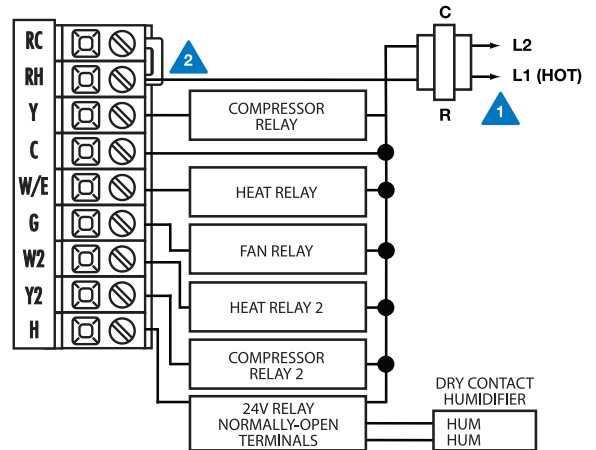 C
RC
L2
2
RH
L1 (HOT)
1
R
Y
COMPRESSOR
RELAY
C
W/E
HEAT RELAY
G
FAN RELAY
W2
HEAT RELAY 2
Y2
COMPRESSOR
RELAY 2
H
24V RELAY
NORMALLY-OPEN
TERMINALS
DRY CONTACT
HUMIDIFIER
HUM
HUM